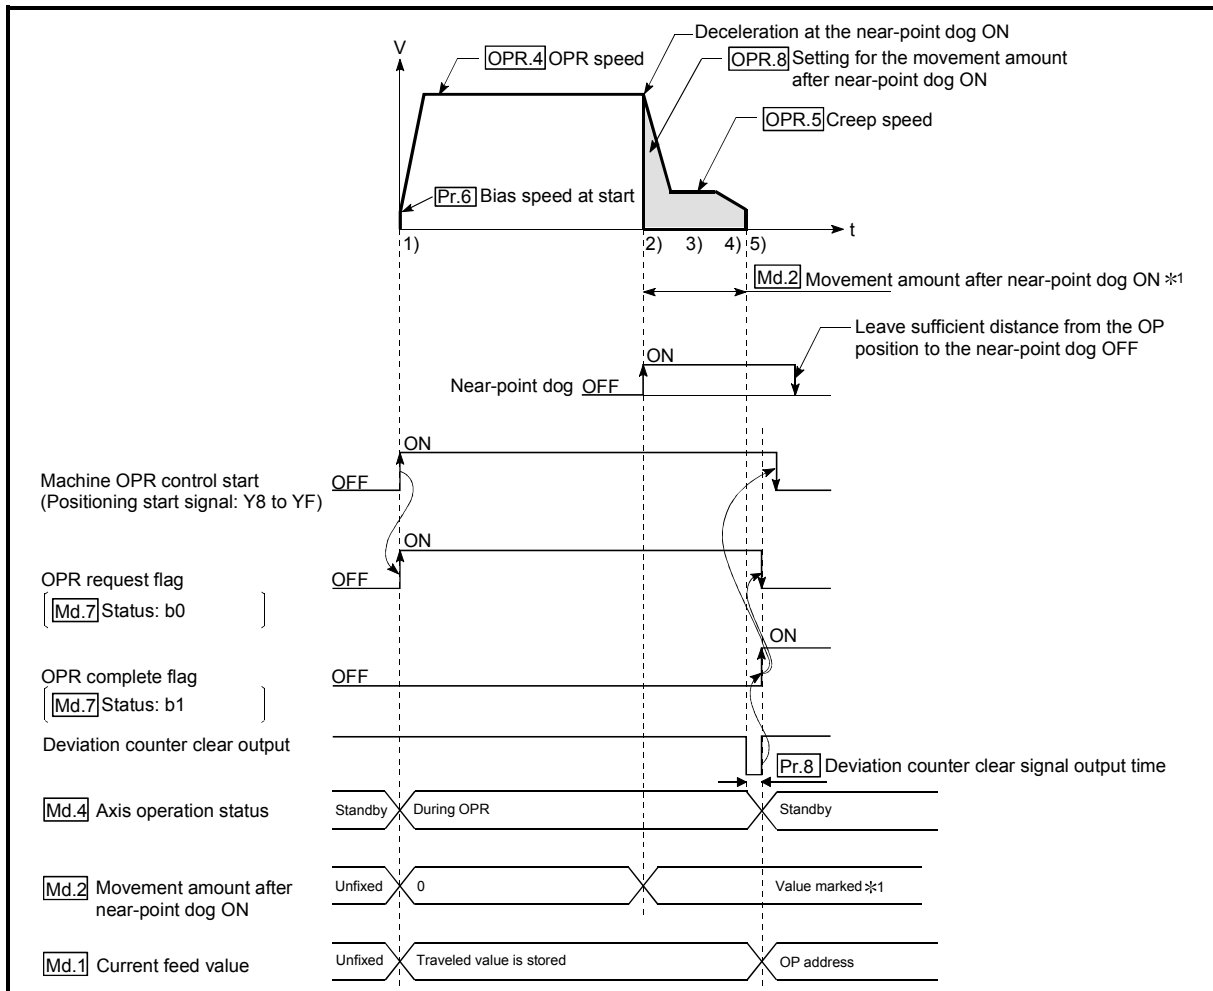 Deceleration at the near-point dog ON
V
OPR.4 OPR speed
OPR.8 Setting for the movement amount
after near-point dog ON
OPR.5 Creep speed
Pr.6 Bias speed at start
t
1) 2) 3) 4) 5)
Md.2 Movement amount after near-point dog ON *1
Leave sufficient distance from the OP
position to the near-point dog OFF
ON
Near-point dog OFF
ON
Machine OPR control start
(Positioning start signal: Y8 to YF)
OFF
ON
OPR request flag
OFF
Md.7 Status: b0
ON
OPR complete flag
OFF
Md.7 Status: b1
Deviation counter clear output
Pr.8 Deviation counter clear signal output time
Md.4 Axis operation status
Standby During OPR Standby
Md.2 Movement amount after
near-point dog ON
Unfixed 0 Value marked *1
Md.1 Current feed value
Unfixed Traveled value is stored OP address